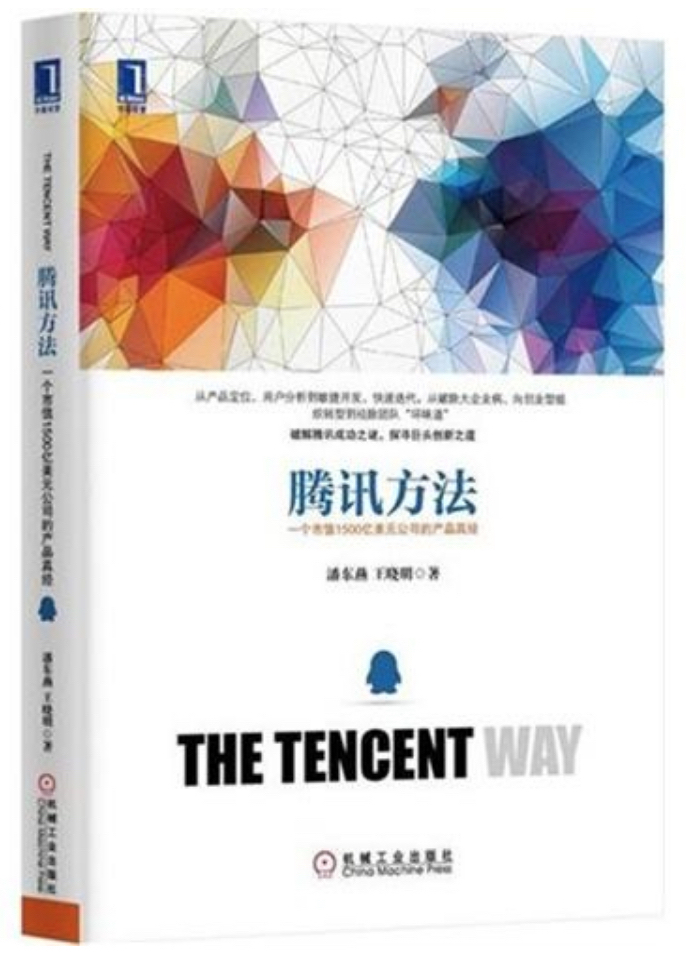 THE TENCENT WAY
腾讯方法
一个市值1500亿美元公司的产品真经
潘东燕 王晓明◎著
机械工业出版社
China Machine Press
从产品定位、用户分析到敏捷开发、快速迭代，从破除大企业病、向创业型组
织转型到祛除团队“坏味道”
破解腾讯成功之谜，探寻巨头创新之道
腾讯方法
一个市值1500亿美元公司的产品真经
潘东燕 王晓明◎著
THE TENCENT WAY
机械工业出版社
China Machine Press